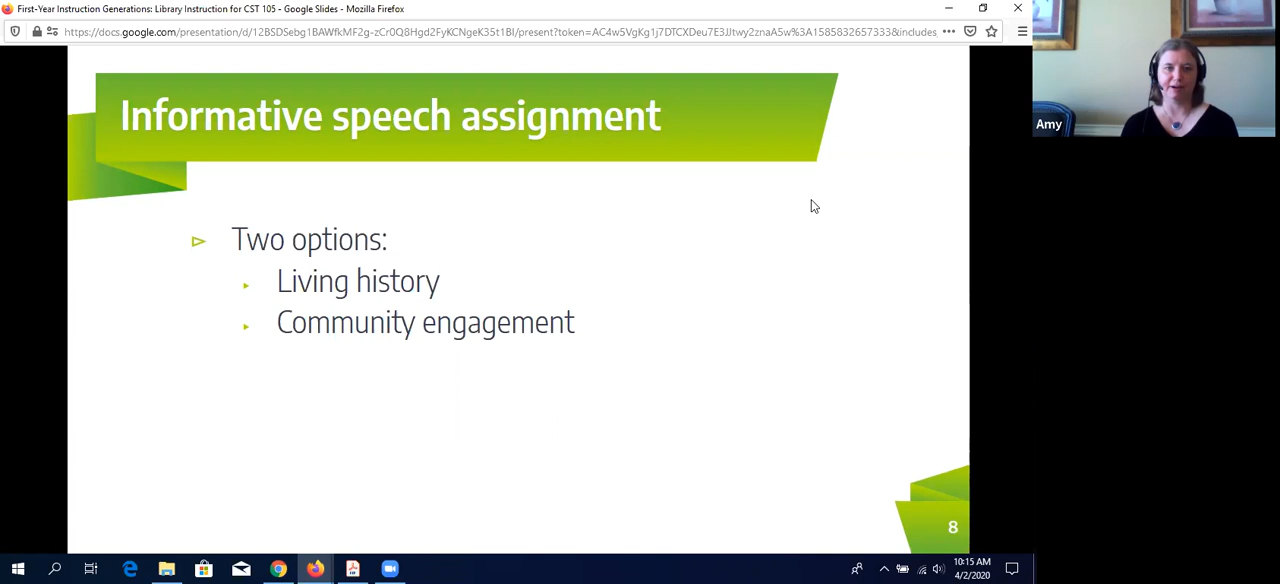 First-Year Instruction Generations: Library Instruction for CST 105 - Google Slides - Mozilla Firefox
Informative speech assignment
Amy
Two options:
Living history
Community engagement
8
10:15 AM
4/2/2020